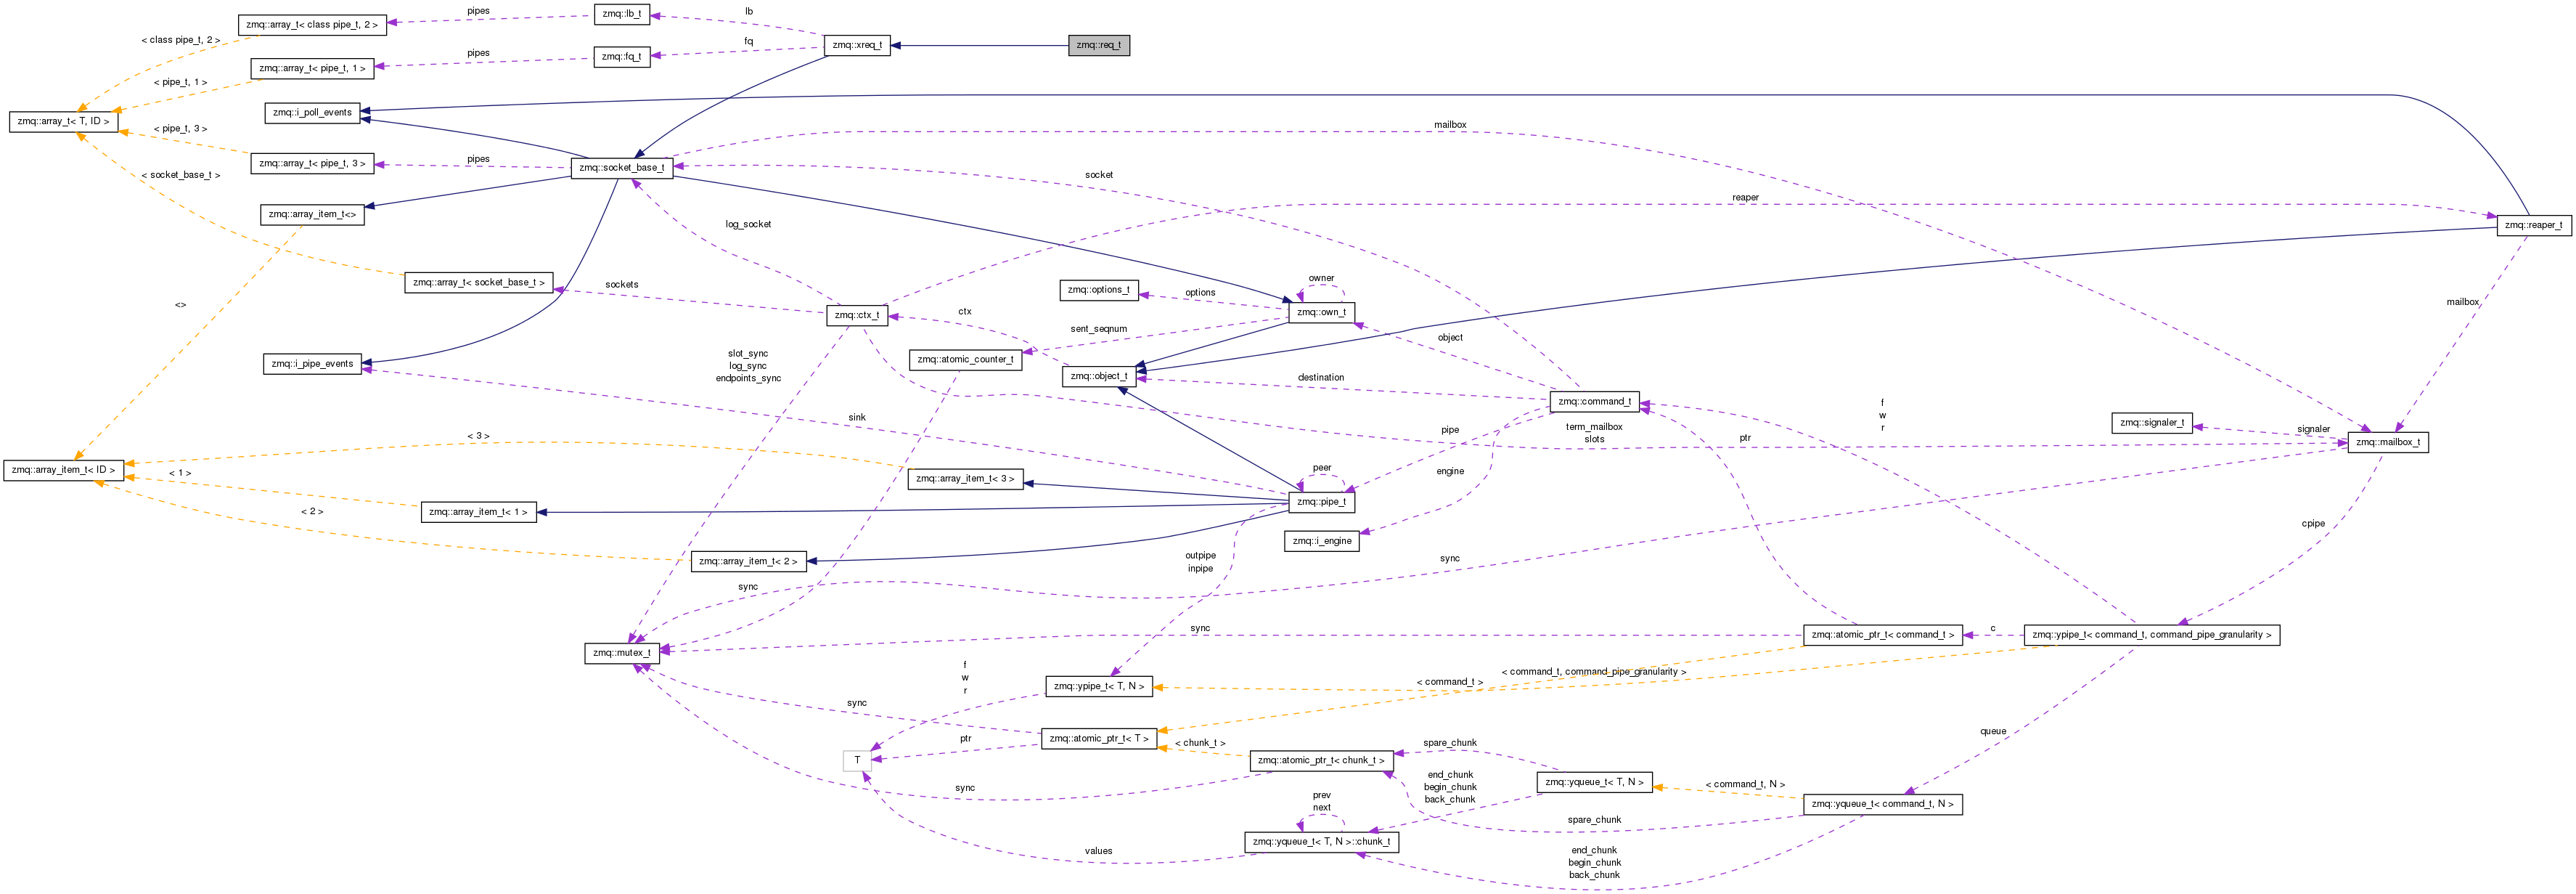 zmq::array_t< class pipe_t, 2 >
pipes
zmq::lb_t
lb
< class pipe_t, 2 >
fq
zmq::xreq_t
zmq::req_t
pipes
zmq::fq_t
zmq::array_t< pipe_t, 1 >
< pipe_t, 1 >
zmq::i_poll_events
zmq::array_t< T, ID >
< pipe_t, 3 >
mailbox
zmq::array_t< pipe_t, 3 >
pipes
zmq::socket_base_t
< socket_base_t >
socket
reaper
zmq::array_item_t<>
log_socket
zmq::reaper_t
zmq::array_t< socket_base_t >
sockets
owner
zmq::options_t
options
<>
zmq::ctx_t
ctx
zmq::own_t
mailbox
sent_seqnum
object
slot_sync
log_sync
endpoints_sync
zmq::i_pipe_events
zmq::atomic_counter_t
zmq::object_t
destination
zmq::command_t
f
w
r
sink
zmq::signaler_t
signaler
pipe
term_mailbox
slots
ptr
zmq::mailbox_t
< 3 >
zmq::array_item_t< ID >
< 1 >
zmq::array_item_t< 3 >
peer
engine
zmq::pipe_t
< 2 >
zmq::array_item_t< 1 >
cpipe
zmq::i_engine
outpipe
inpipe
sync
zmq::array_item_t< 2 >
sync
sync
zmq::atomic_ptr_t< command_t >
c
zmq::ypipe_t< command_t, command_pipe_granularity >
zmq::mutex_t
f
w
r
< command_t, command_pipe_granularity >
< command_t >
zmq::ypipe_t< T, N >
sync
zmq::atomic_ptr_t< T >
ptr
< chunk_t >
spare_chunk
queue
T
zmq::atomic_ptr_t< chunk_t >
sync
end_chunk
begin_chunk
back_chunk
zmq::yqueue_t< T, N >
< command_t, N >
prev
next
zmq::yqueue_t< command_t, N >
spare_chunk
zmq::yqueue_t< T, N >::chunk_t
values
end_chunk
begin_chunk
back_chunk